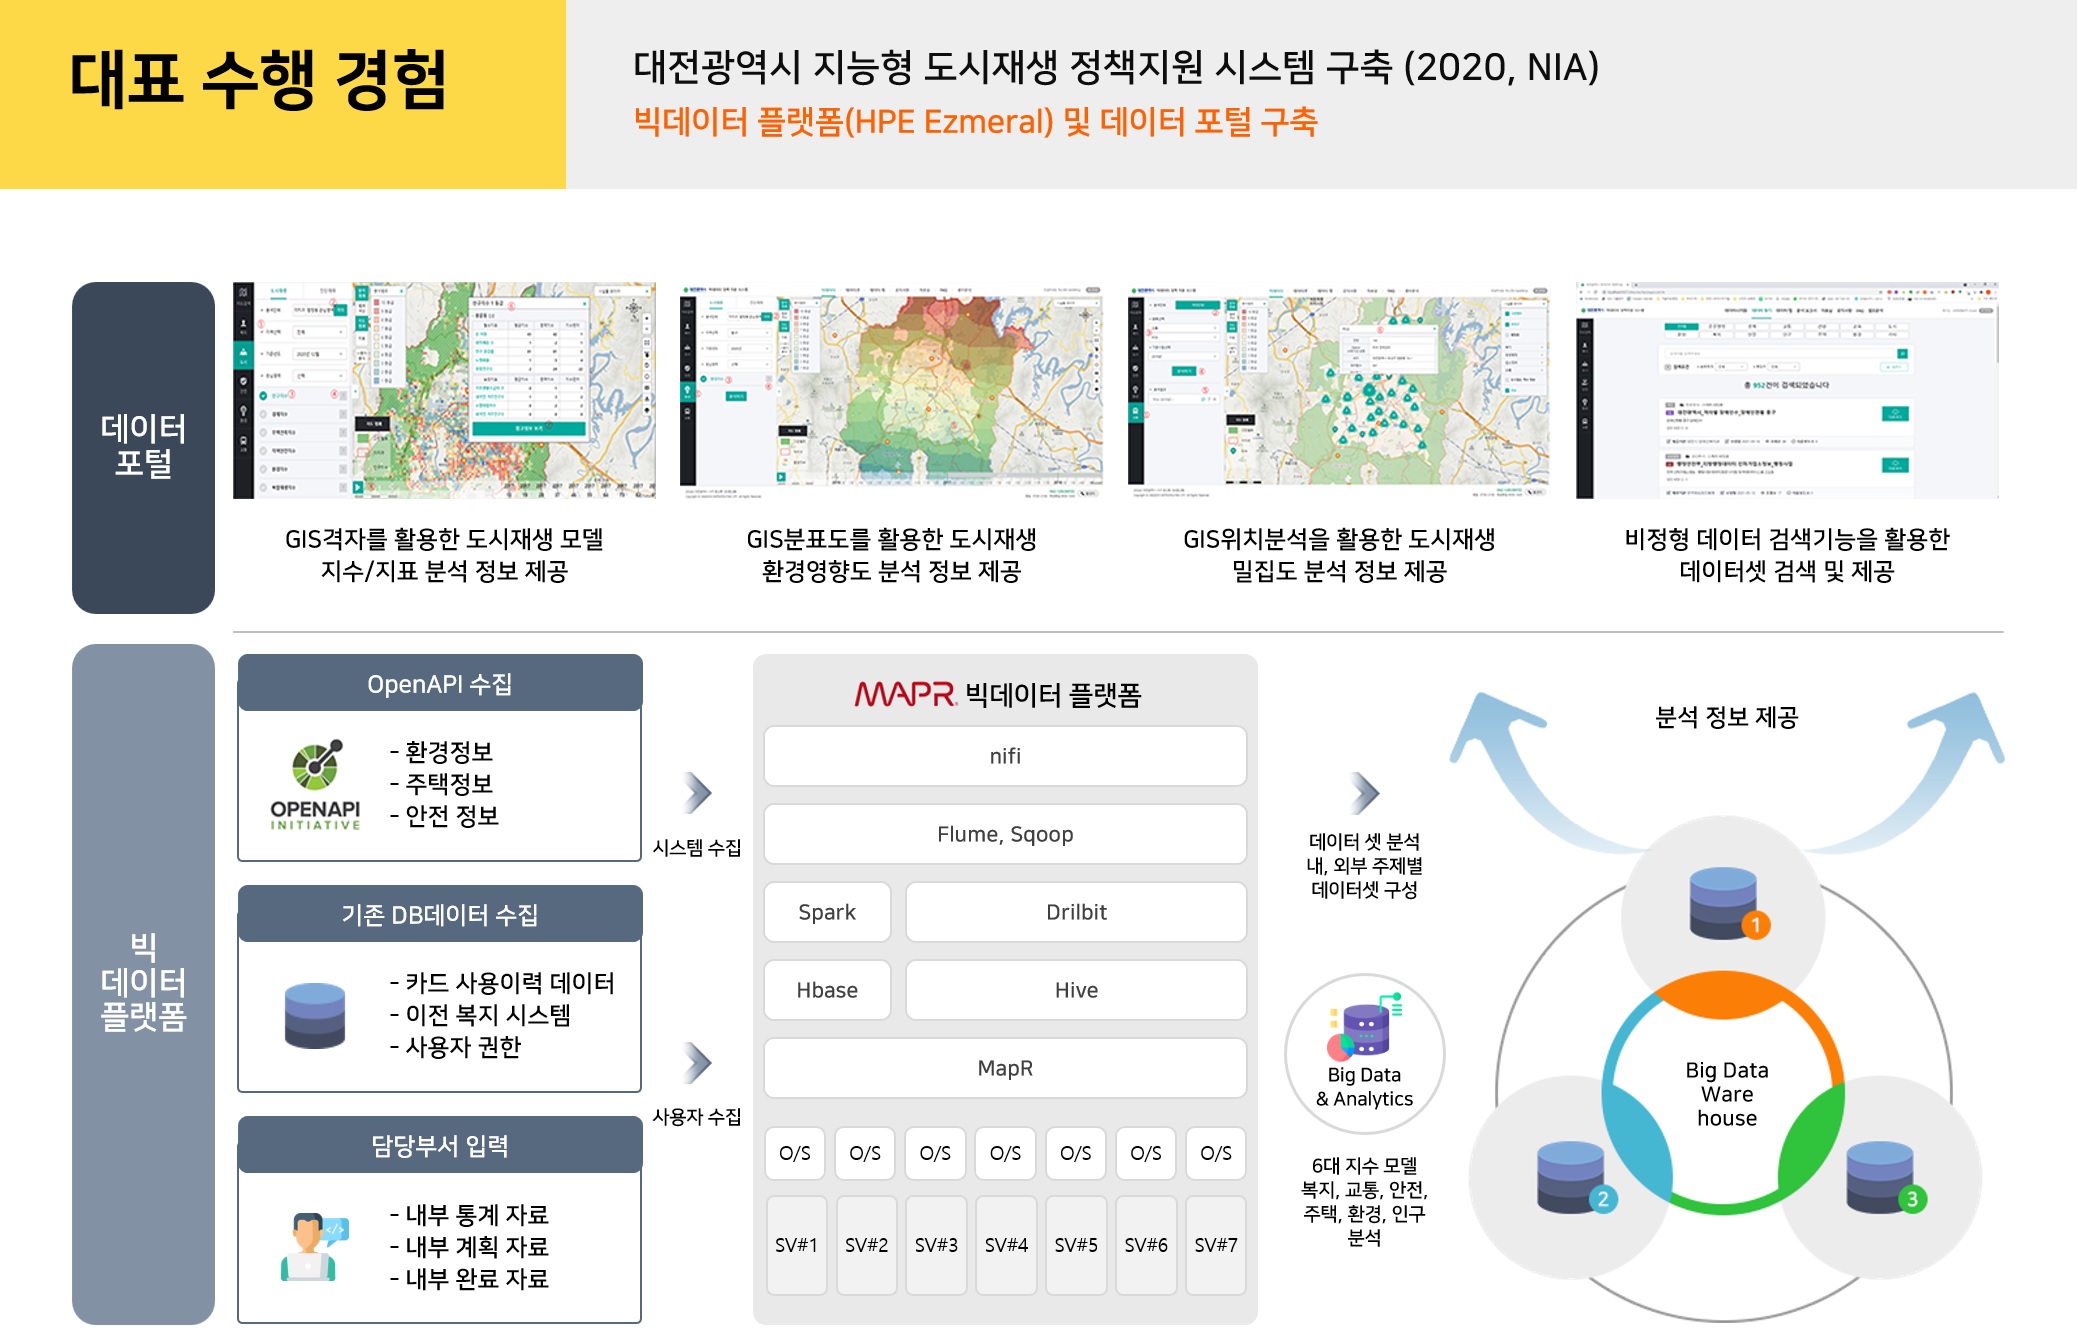 대표 수행 경험
대전광역시 지능형 도시재생 정책지원 시스템 구축 (2020, NIA)
빅데이터 플랫폼(HPE Ezmeral) 및 데이터 포털 구축
데이터
포털
총 952건이 검색되었습니다
GIS격자를 활용한 도시재생 모델
지수/지표 분석 정보 제공
GIS분표도를 활용한 도시재생
환경영향도 분석 정보 제공
GIS위치분석을 활용한 도시재생
밀집도 분석 정보 제공
비정형 데이터 검색기능을 활용한
데이터셋 검색 및 제공
빅
데이터
플랫폼
OpenAPI 수집
OPENAPI
INITIATIVE
- 환경정보
- 주택정보
- 안전 정보
기존 DB데이터 수집
- 카드 사용이력 데이터
- 이전 복지 시스템
- 사용자 권한
담당부서 입력
- 내부 통계 자료
- 내부 계획 자료
- 내부 완료 자료
시스템 수집
사용자 수집
MAPR 빅데이터 플랫폼
nifi
Flume, Sqoop
Spark
Drilbit
Hbase
Hive
MapR
O/S O/S O/S O/S O/S O/S O/S
SV#1 SV#2 SV#3 SV#4 SV#5 SV#6 SV#7
데이터 셋 분석
내, 외부 주제별
데이터셋 구성
Big Data
& Analytics
6대 지수 모델
복지, 교통, 안전,
주택, 환경, 인구
분석
분석 정보 제공
1
Big Data
Ware
house
2
3